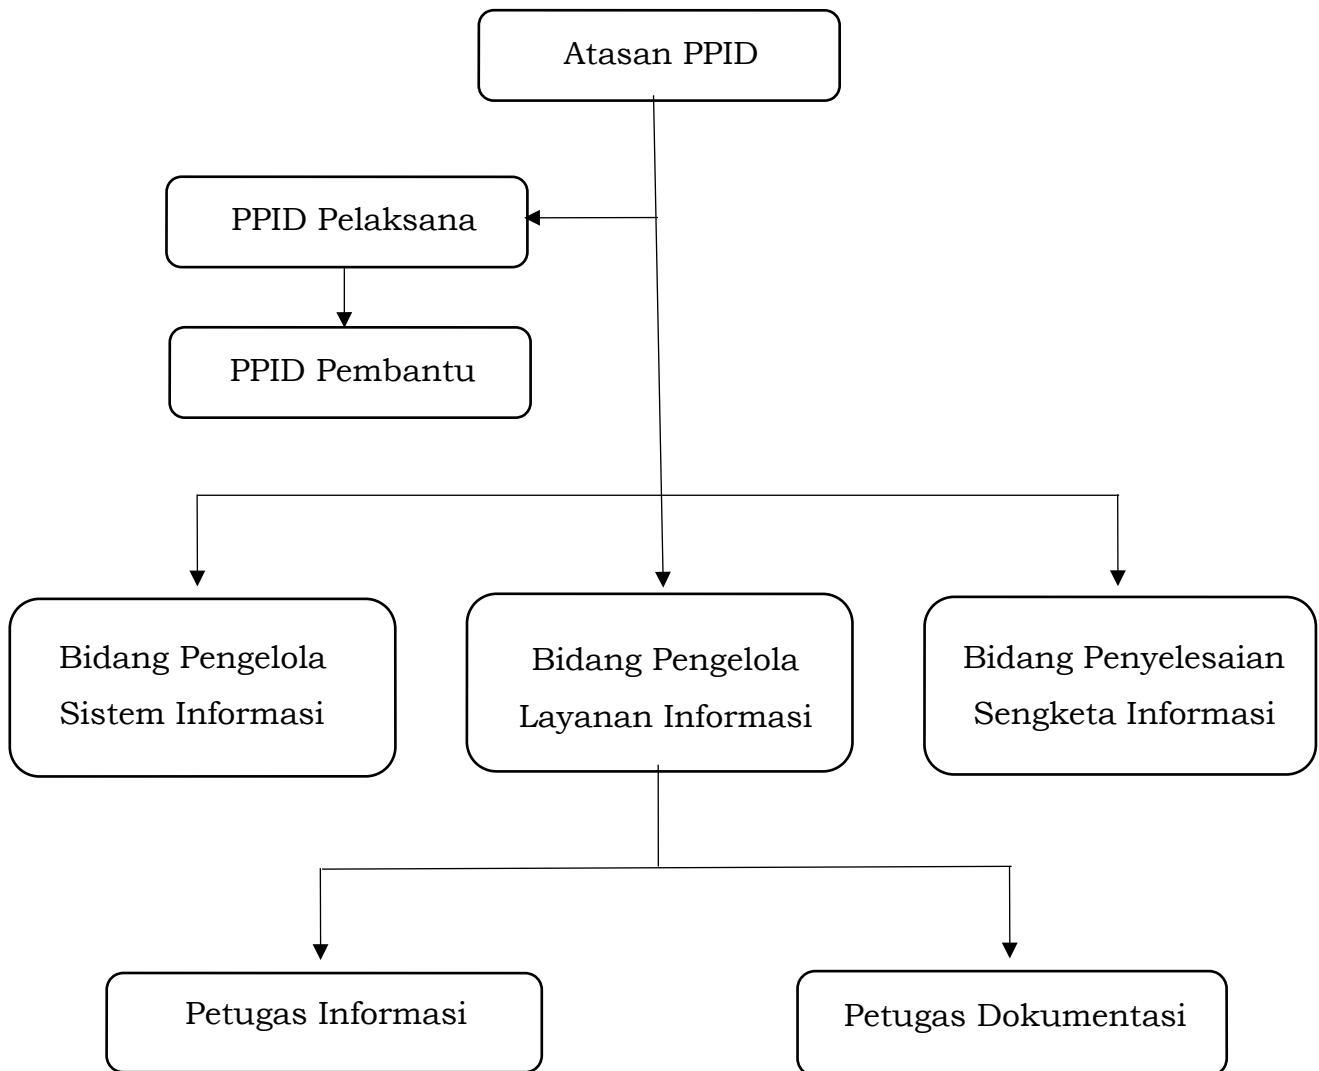 Atasan PPID
PPID Pelaksana
PPID Pembantu
Bidang Pengelola
Sistem Informasi
Bidang Pengelola
Layanan Informasi
Bidang Penyelesaian
Sengketa Informasi
Petugas Informasi
Petugas Dokumentasi